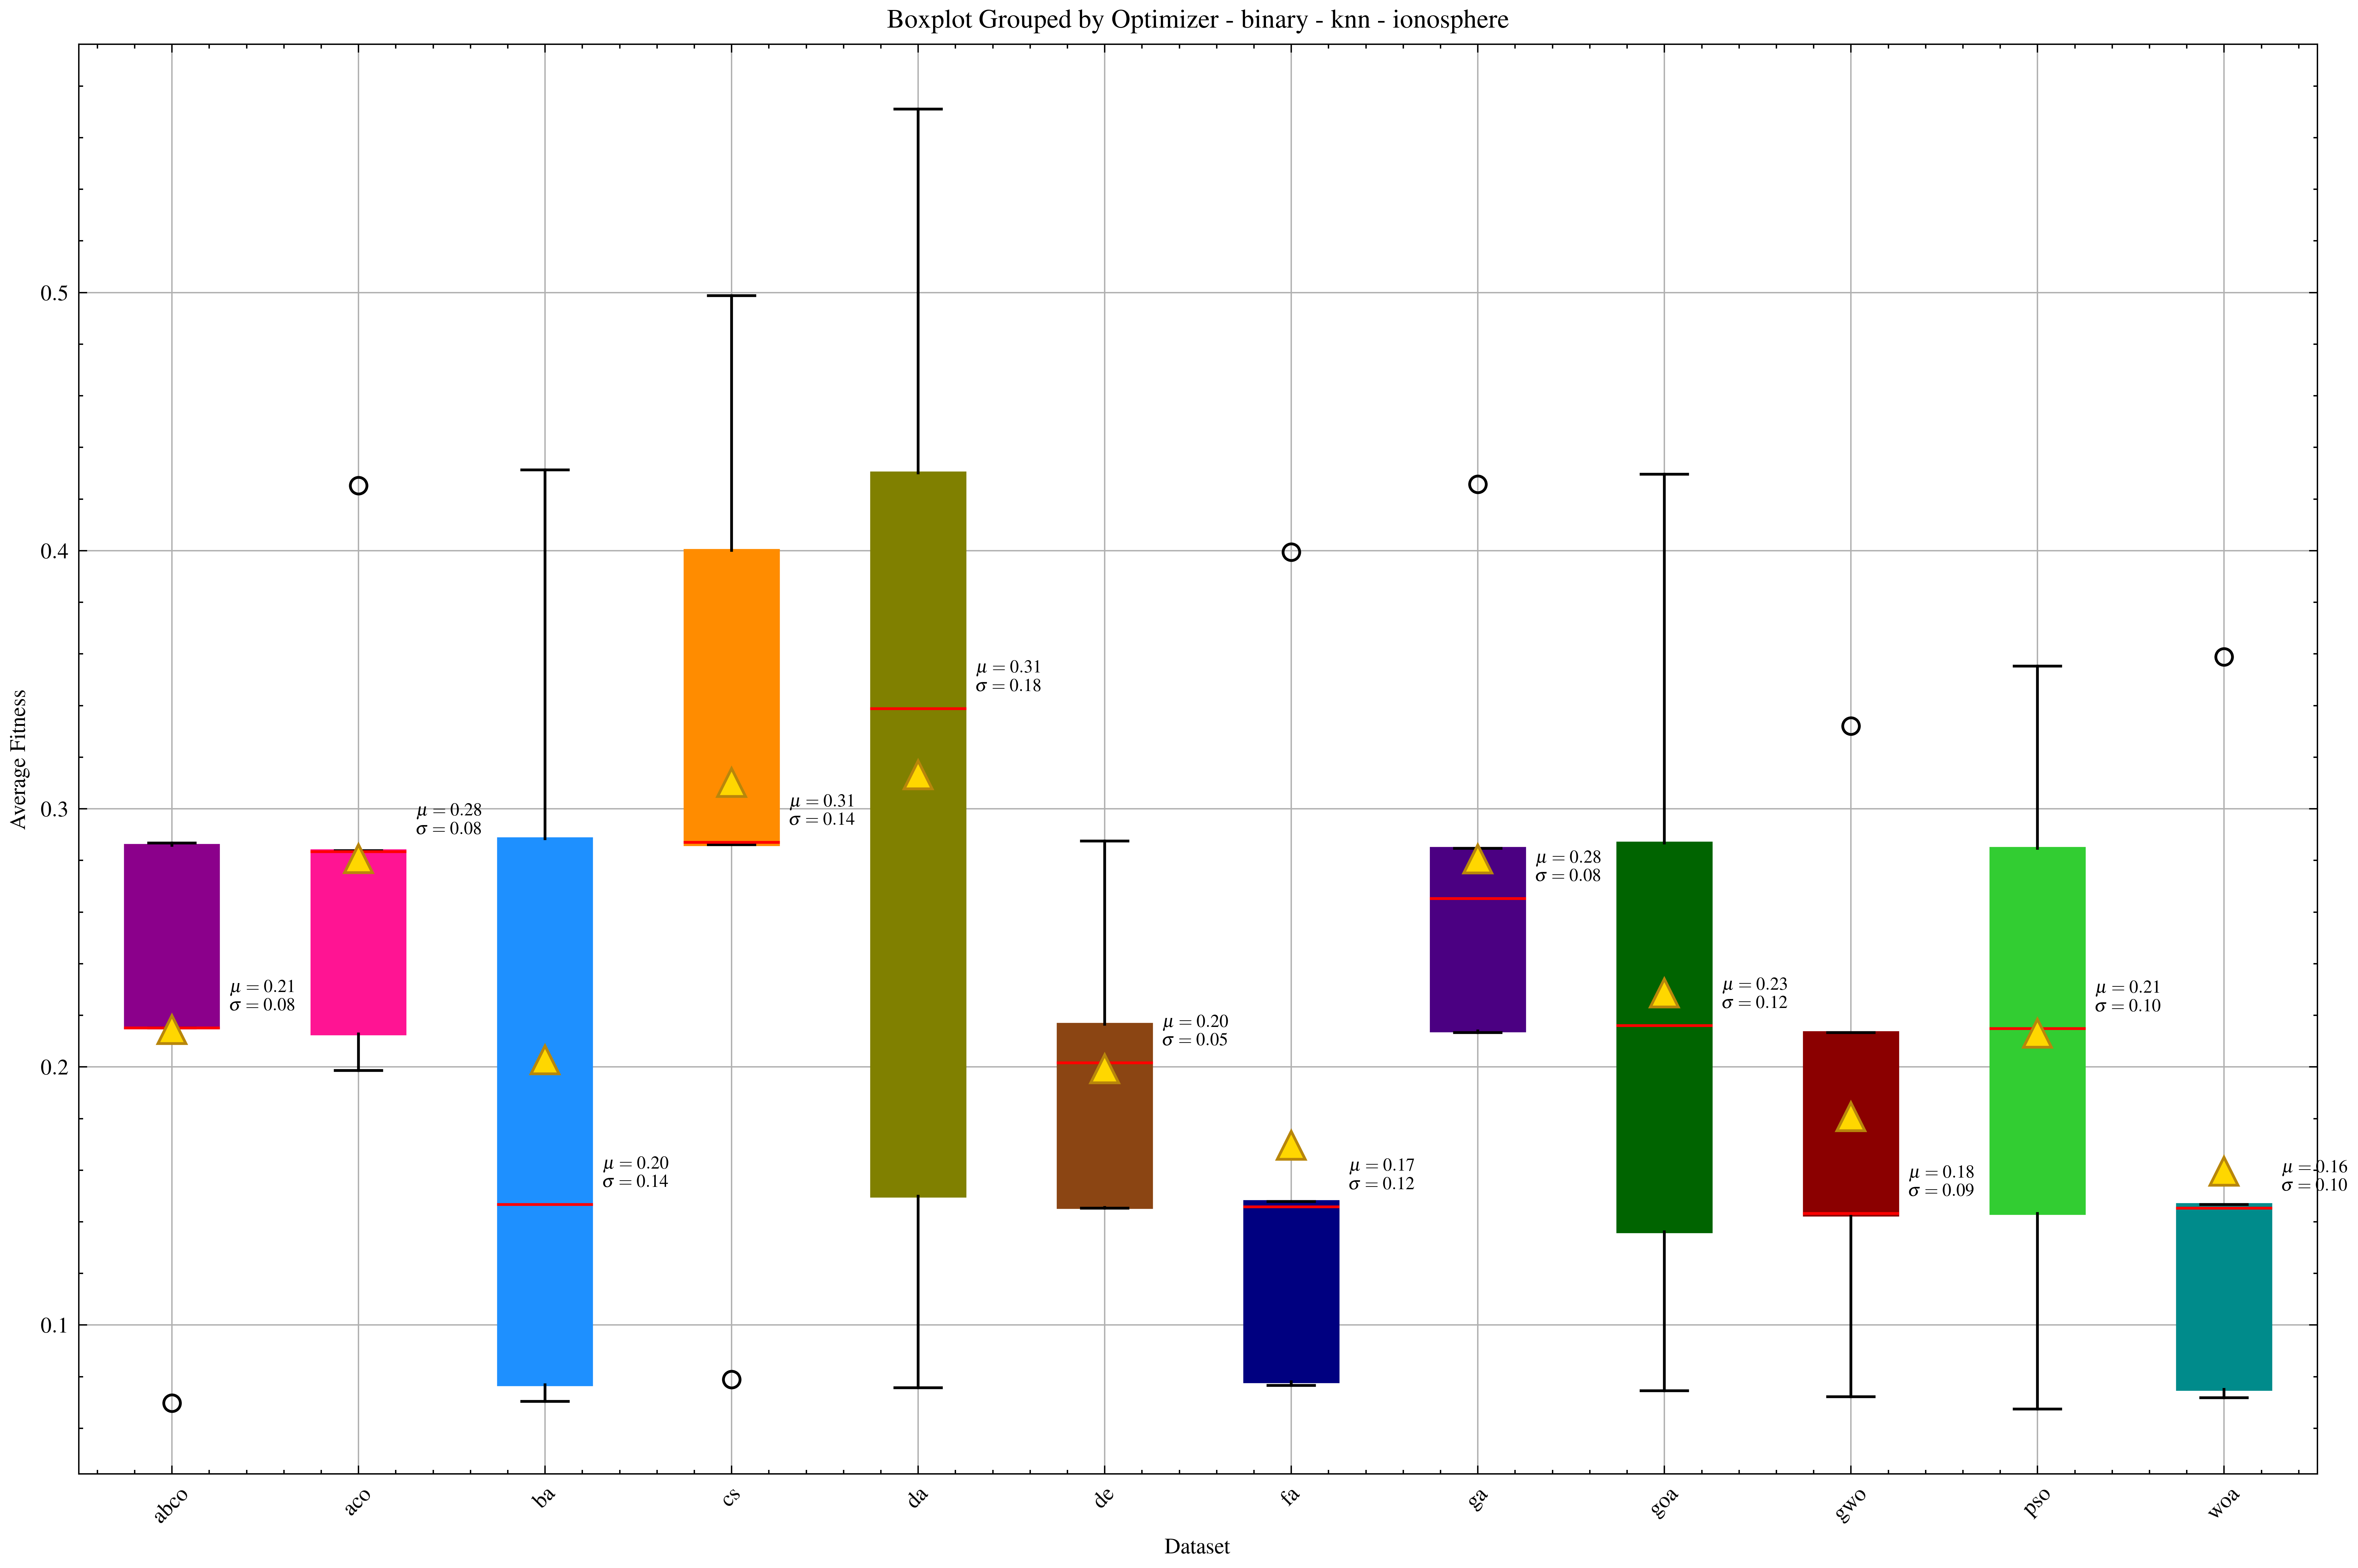 Boxplot Grouped by Optimizer - binary - knn - ionosphere
Average Fitness
0.5
0.4
0.3
0.2
0.1
μ = 0.21
σ = 0.08
μ = 0.28
σ = 0.08
μ = 0.20
σ = 0.14
μ = 0.31
σ = 0.14
μ = 0.31
σ = 0.18
μ = 0.20
σ = 0.05
μ = 0.17
σ = 0.12
μ = 0.28
σ = 0.08
μ = 0.23
σ = 0.12
μ = 0.18
σ = 0.09
μ = 0.21
σ = 0.10
μ = 0.16
σ = 0.10
abco
aco
ba
cs
da
de
fa
ga
goa
gwo
pso
woa
Dataset